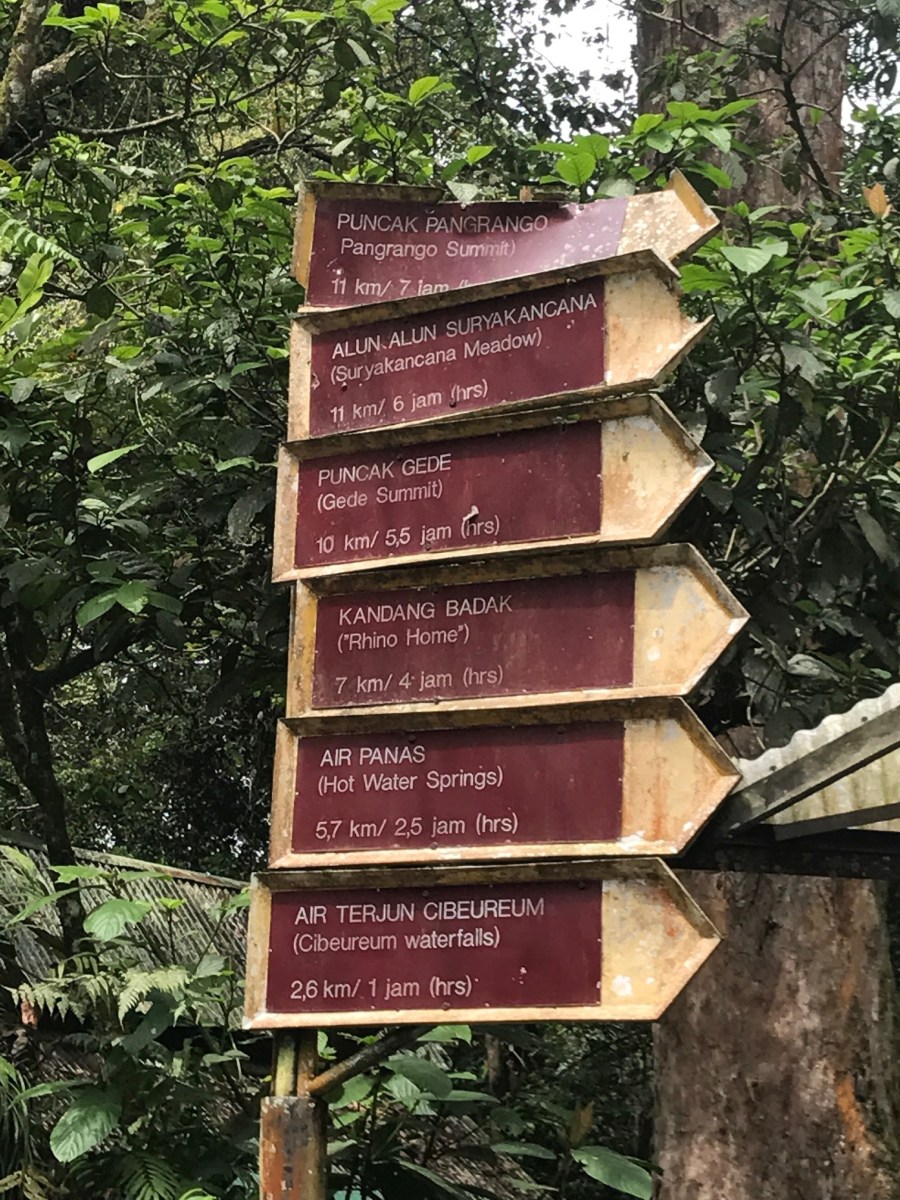 PUNCAK PANGRANGO
Pangrango Summit)
11 km/ 7 jam
ALUN ALUN SURYAKANCANA
(Suryakancana Meadow)
11 km/ 6 jam (hrs)
PUNCAK GEDE
(Gede Summit)
10 km/ 5,5 jam (hrs)
KANDANG BADAK
("Rhino Home")
7 km/ 4 jam (hrs)
AIR PANAS
(Hot Water Springs)
5,7 km/ 2,5 jam (hrs)
AIR TERJUN CIBEUREUM
(Cibeureum waterfalls)
2,6 km/ 1 jam (hrs)